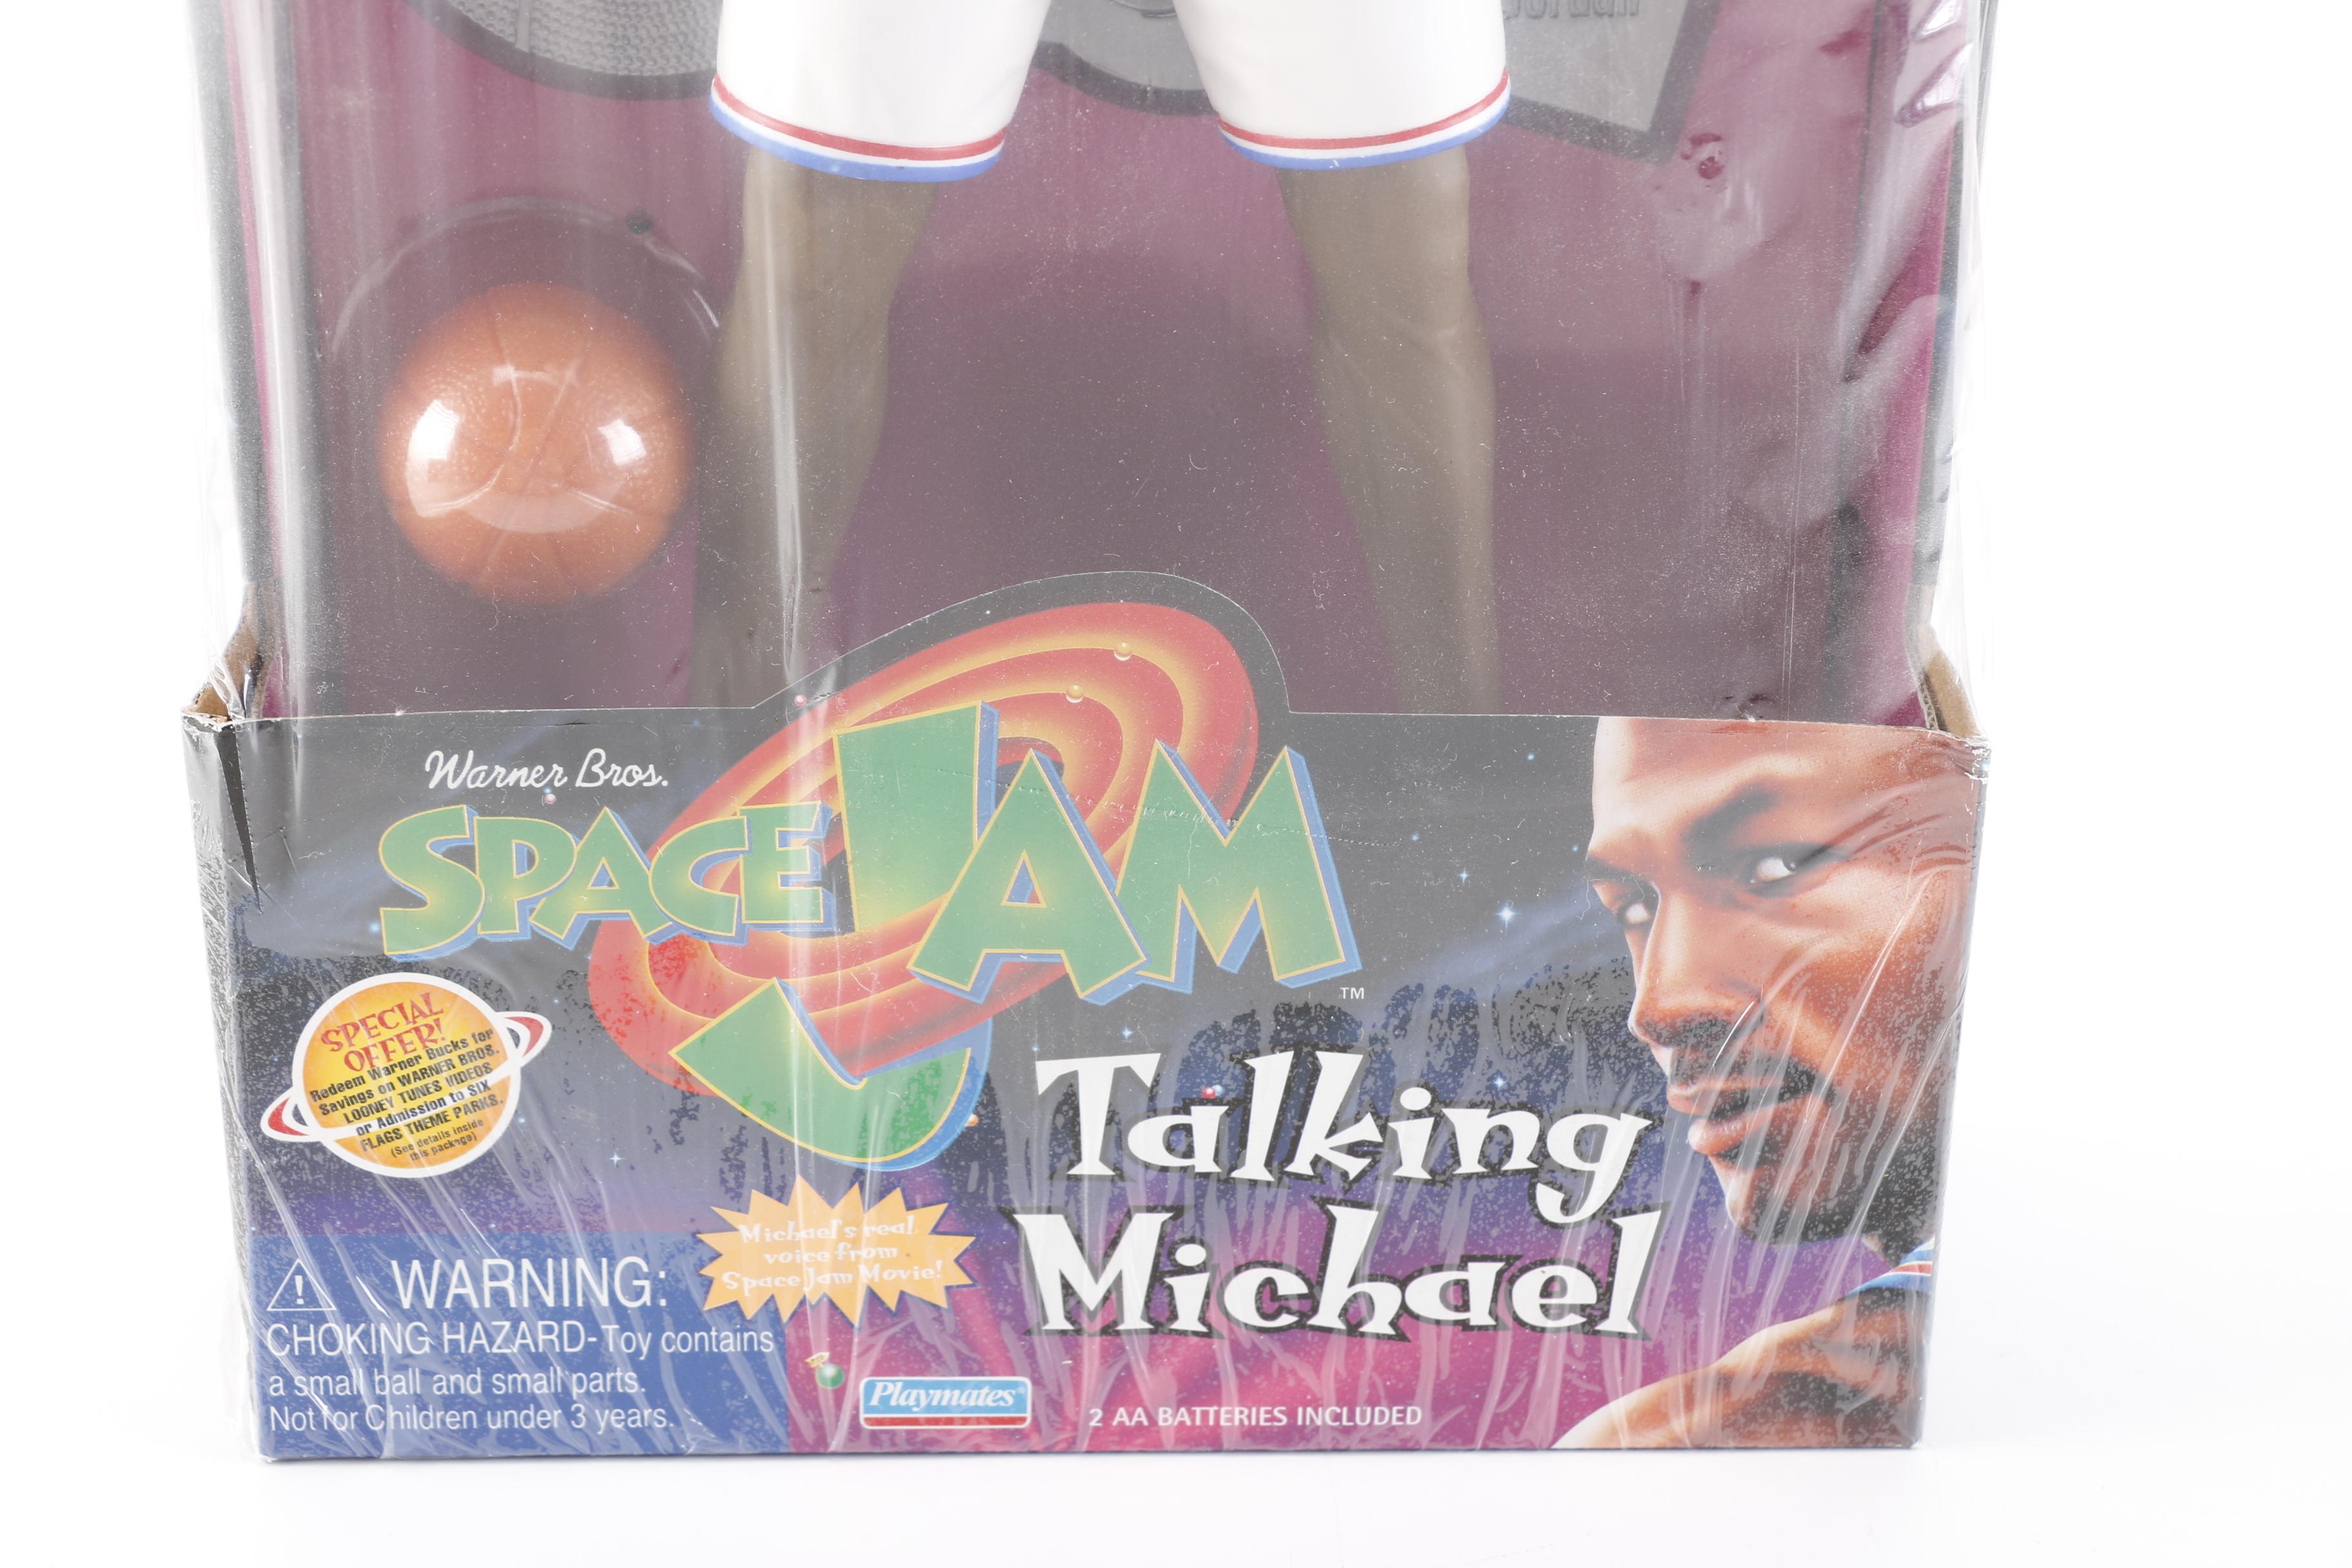 Warner Bros.
SPACE JAM
TM
SPECIAL
OFFER!
Redeem Warner Bucks for
Savings on WARNER BROS.
LOONEY TUNES VIDEOS
or Admission to SIX
FLAGS THEME PARKS.
(See details inside
this package)
Talking
Michael
Michael's real
voice from
Space Jam Movie!
WARNING:
CHOKING HAZARD-Toy contains
a small ball and small parts.
Not for Children under 3 years.
Playmates®
2 AA BATTERIES INCLUDED